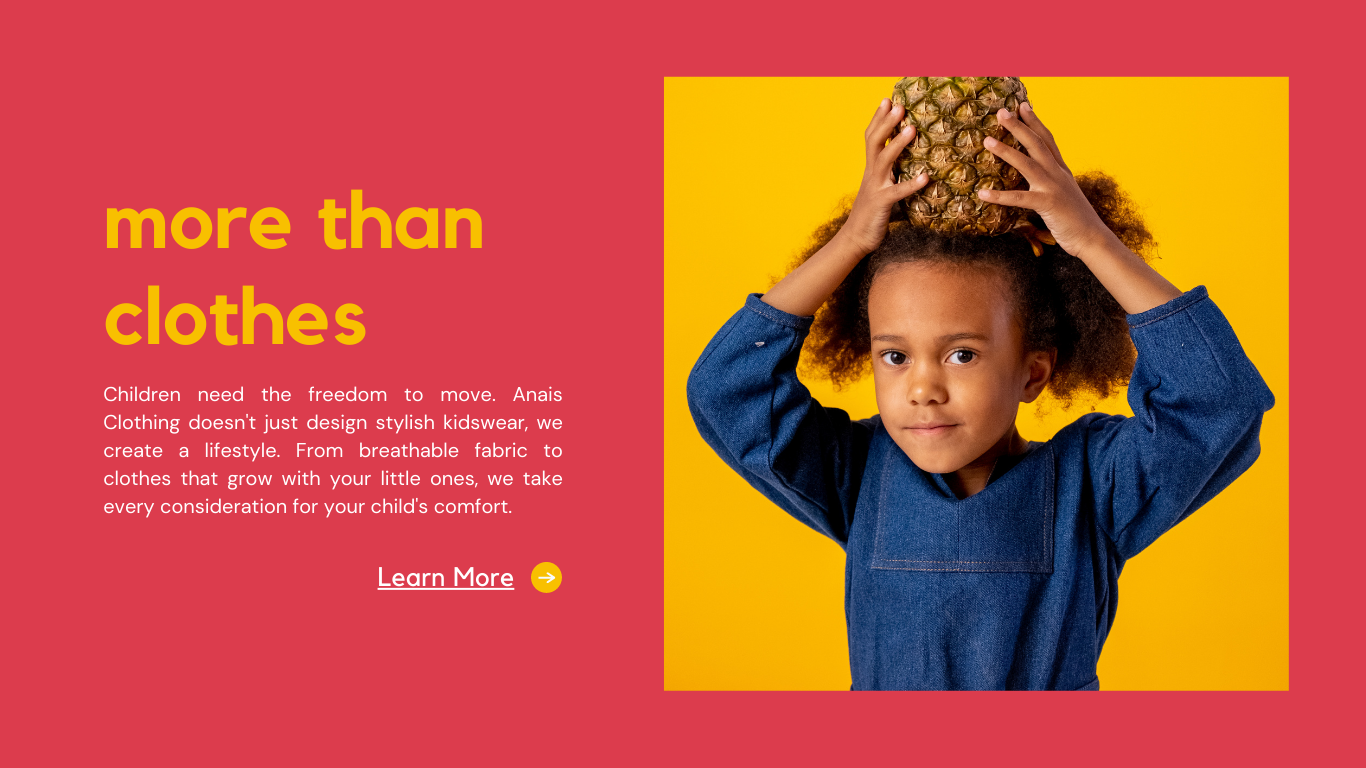 more than
clothes
Children need the freedom to move. Anais
Clothing doesn't just design stylish kidswear, we
create a lifestyle. From breathable fabric to
clothes that grow with your little ones, we take
every consideration for your child's comfort.
Learn More